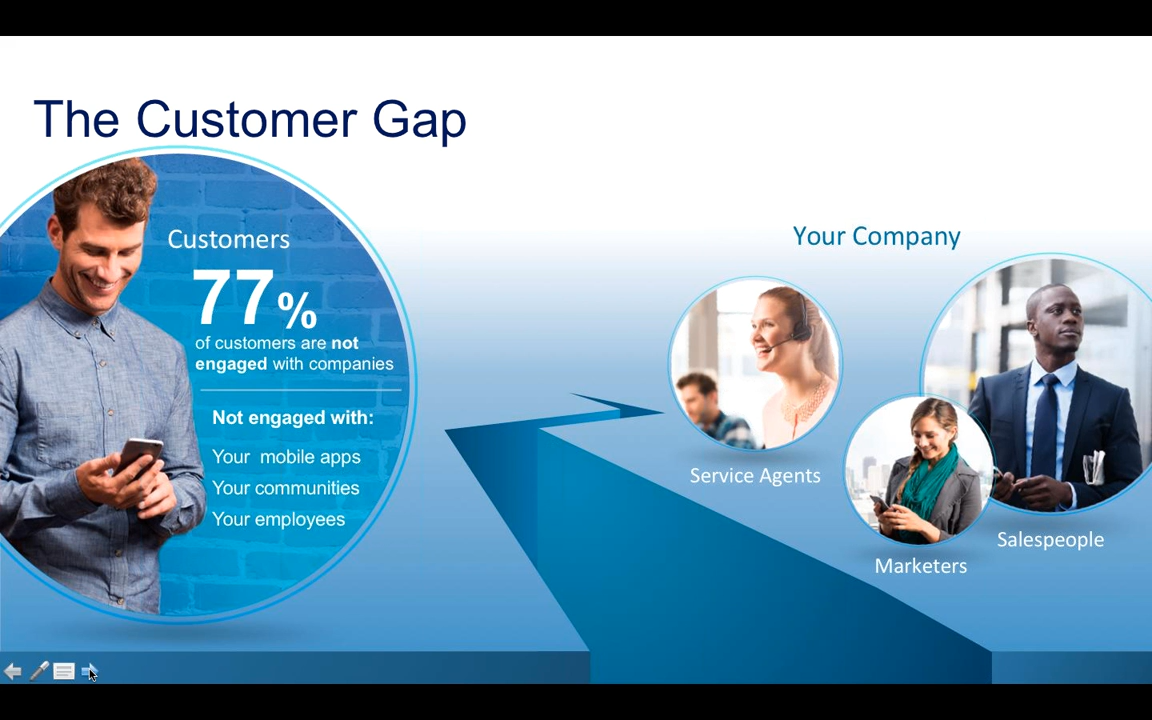 The Customer Gap
Customers
77%
of customers are not
engaged with companies
Not engaged with:
Your mobile apps
Your communities
Your employees
Your Company
Service Agents
Marketers
Salespeople